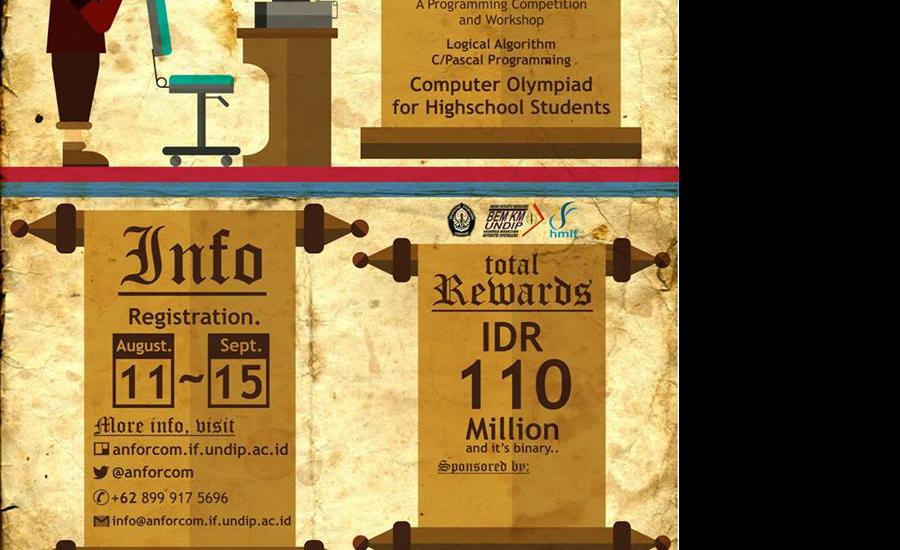 A Programming Competition
and Workshop
Logical Algorithm
C/Pascal Programming
Computer Olympiad
for Highschool Students
BEM KM
UNDIP
hmif
Info
Registration.
August.
11
~
Sept.
15
More info, visit
anforcom.if.undip.ac.id
@anforcom
+62 899 917 5696
info@anforcom.if.undip.ac.id
total
Rewards
IDR
110
Million
and it's binary..
Sponsored by: